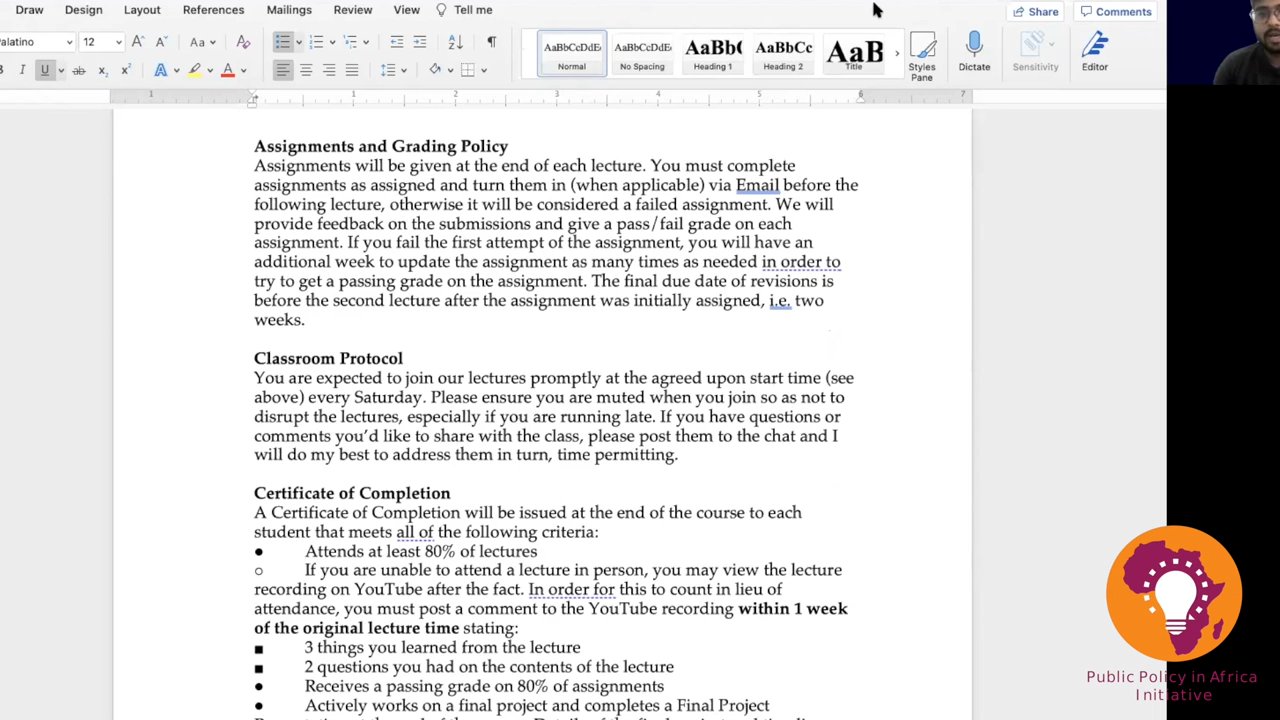 Draw Design Layout References Mailings Review View Tell me
Share Comments
12 Aa
AaBbCcDdEe AaBbCcDdEe AaBb( AaBbCc AaB
Normal No Spacing Heading 1 Heading 2 Title
Styles Pane Dictate Sensitivity Editor
1 1 2 3 4 5 6 7
Assignments and Grading Policy
Assignments will be given at the end of each lecture. You must complete
assignments as assigned and turn them in (when applicable) via Email before the
following lecture, otherwise it will be considered a failed assignment. We will
provide feedback on the submissions and give a pass/fail grade on each
assignment. If you fail the first attempt of the assignment, you will have an
additional week to update the assignment as many times as needed in order to
try to get a passing grade on the assignment. The final due date of revisions is
before the second lecture after the assignment was initially assigned, i.e. two
weeks.
Classroom Protocol
You are expected to join our lectures promptly at the agreed upon start time (see
above) every Saturday. Please ensure you are muted when you join so as not to
disrupt the lectures, especially if you are running late. If you have questions or
comments you'd like to share with the class, please post them to the chat and I
will do my best to address them in turn, time permitting.
Certificate of Completion
A Certificate of Completion will be issued at the end of the course to each
student that meets all of the following criteria:
● Attends at least 80% of lectures
○ If you are unable to attend a lecture in person, you may view the lecture
recording on YouTube after the fact. In order for this to count in lieu of
attendance, you must post a comment to the YouTube recording within 1 week
of the original lecture time stating:
■ 3 things you learned from the lecture
■ 2 questions you had on the contents of the lecture
● Receives a passing grade on 80% of assignments
● Actively works on a final project and completes a Final Project
Public Policy in Africa
Initiative